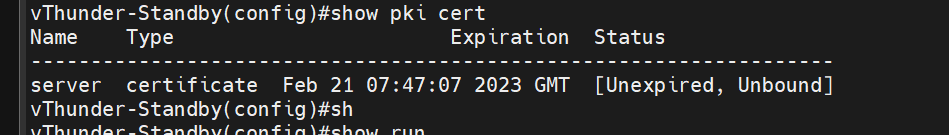 vThunder-Standby(config)#show pki cert
Name    Type                       Expiration  Status
-------------------------------------------------------------------
server  certificate  Feb 21 07:47:07 2023 GMT  [Unexpired, Unbound]
vThunder-Standby(config)#sh
vThunder-Standby(config)#show run